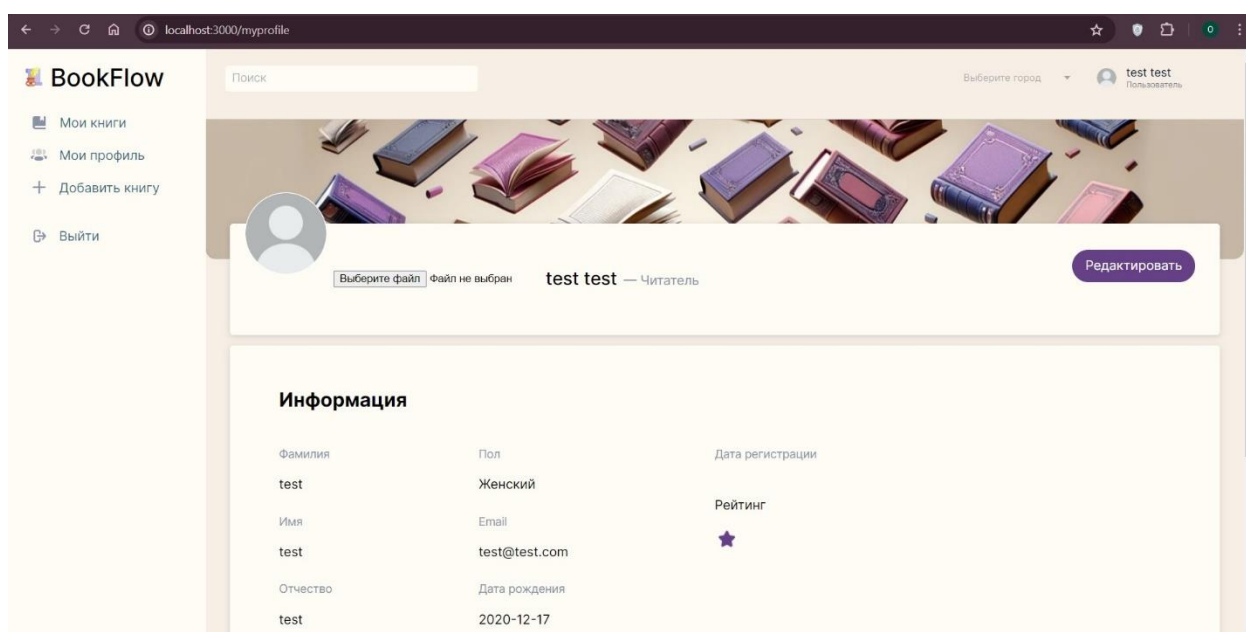 localhost:3000/myprofile
O
BookFlow
Поиск
Выберите город
test test
Пользователь
Мои книги
Мои профиль
Добавить книгу
Выйти
Выберите файл Файл не выбран
test test — Читатель
Редактировать
Информация
Фамилия Пол Дата регистрации
test Женский
Рейтинг
Имя Email
test test@test.com
Отчество Дата рождения
test 2020-12-17